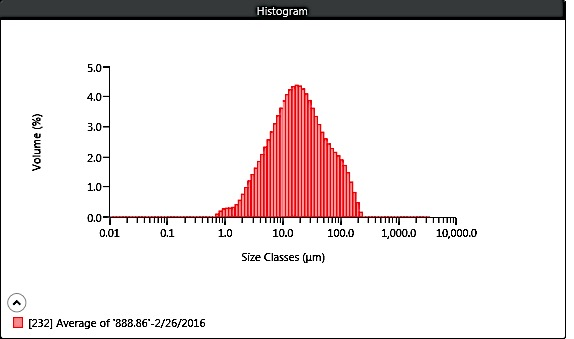 Histogram
5.0
4.0
3.0
2.0
1.0
0.0
Volume (%)
0.01 0.1 1.0 10.0 100.0 1,000.0 10,000.0
Size Classes (µm)
[232] Average of "888.86"-2/26/2016